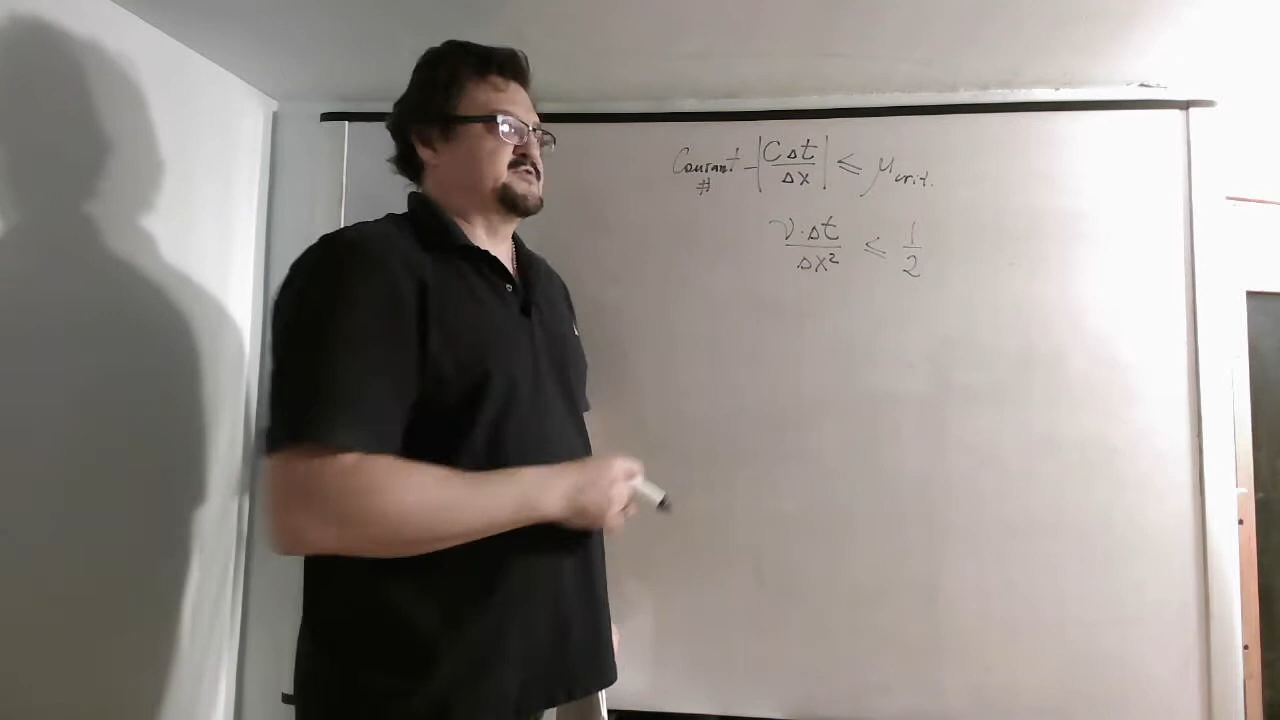 Courant # - |CΔt/Δx| ≤ μcrit.
ν·Δt/Δx² ≤ 1/2